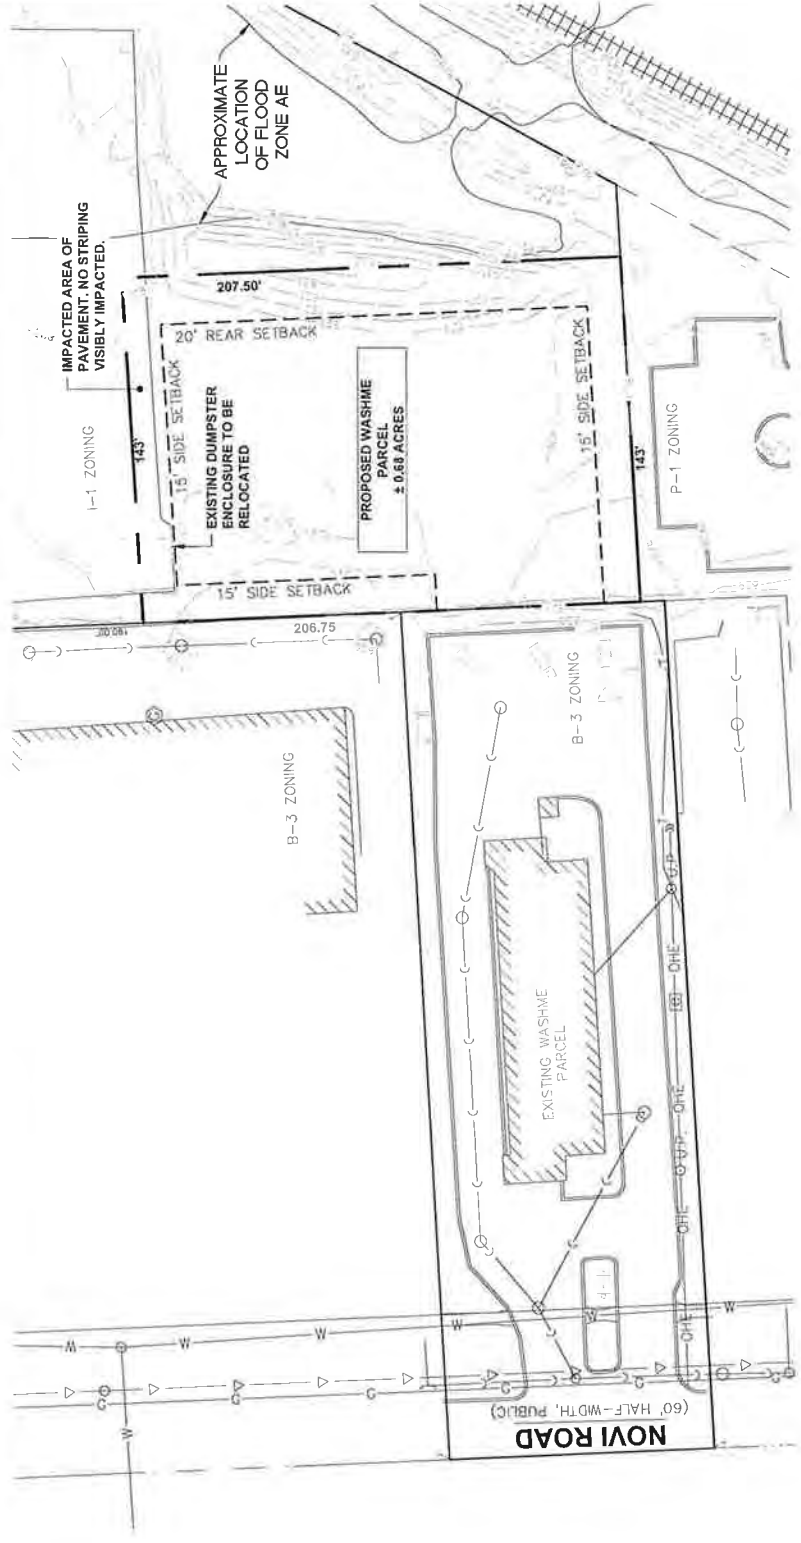 APPROXIMATE
LOCATION
OF FLOOD
ZONE AE
IMPACTED AREA OF
PAVEMENT. NO STRIPING
VISIBLY IMPACTED.
207.50'
20' REAR SETBACK
I-1 ZONING
143'
15' SIDE SETBACK
EXISTING DUMPSTER
ENCLOSURE TO BE
RELOCATED
PROPOSED WASHME
PARCEL
± 0.68 ACRES
15' SIDE SETBACK
143'
P-1 ZONING
15' SIDE SETBACK
190.00'
206.75
B-3 ZONING
B-3 ZONING
EXISTING WASHME
PARCEL
U.P.
OHE
OHE
U.P.
OHE
OHE
OHE
W
W
W
W
W
W
W
G
G
G
G
G
G
(60' HALF-WIDTH, PUBLIC)
NOVI ROAD